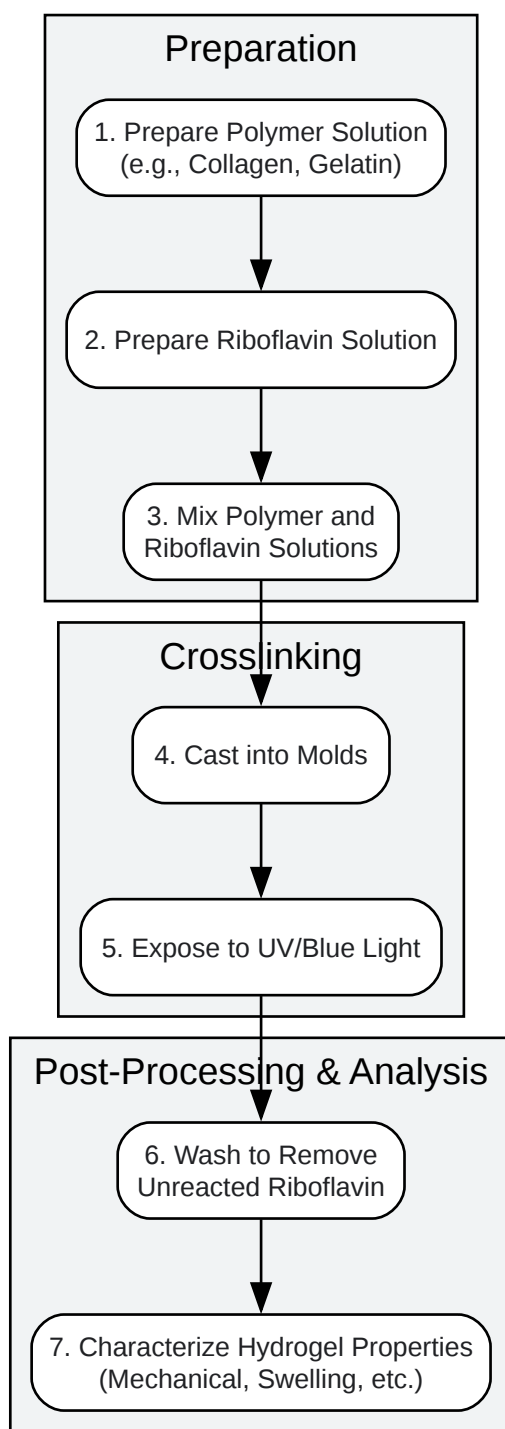 Preparation
1. Prepare Polymer Solution
(e.g., Collagen, Gelatin)
2. Prepare Riboflavin Solution
3. Mix Polymer and
Riboflavin Solutions
Crosslinking
4. Cast into Molds
5. Expose to UV/Blue Light
Post-Processing & Analysis
6. Wash to Remove
Unreacted Riboflavin
7. Characterize Hydrogel Properties
(Mechanical, Swelling, etc.)